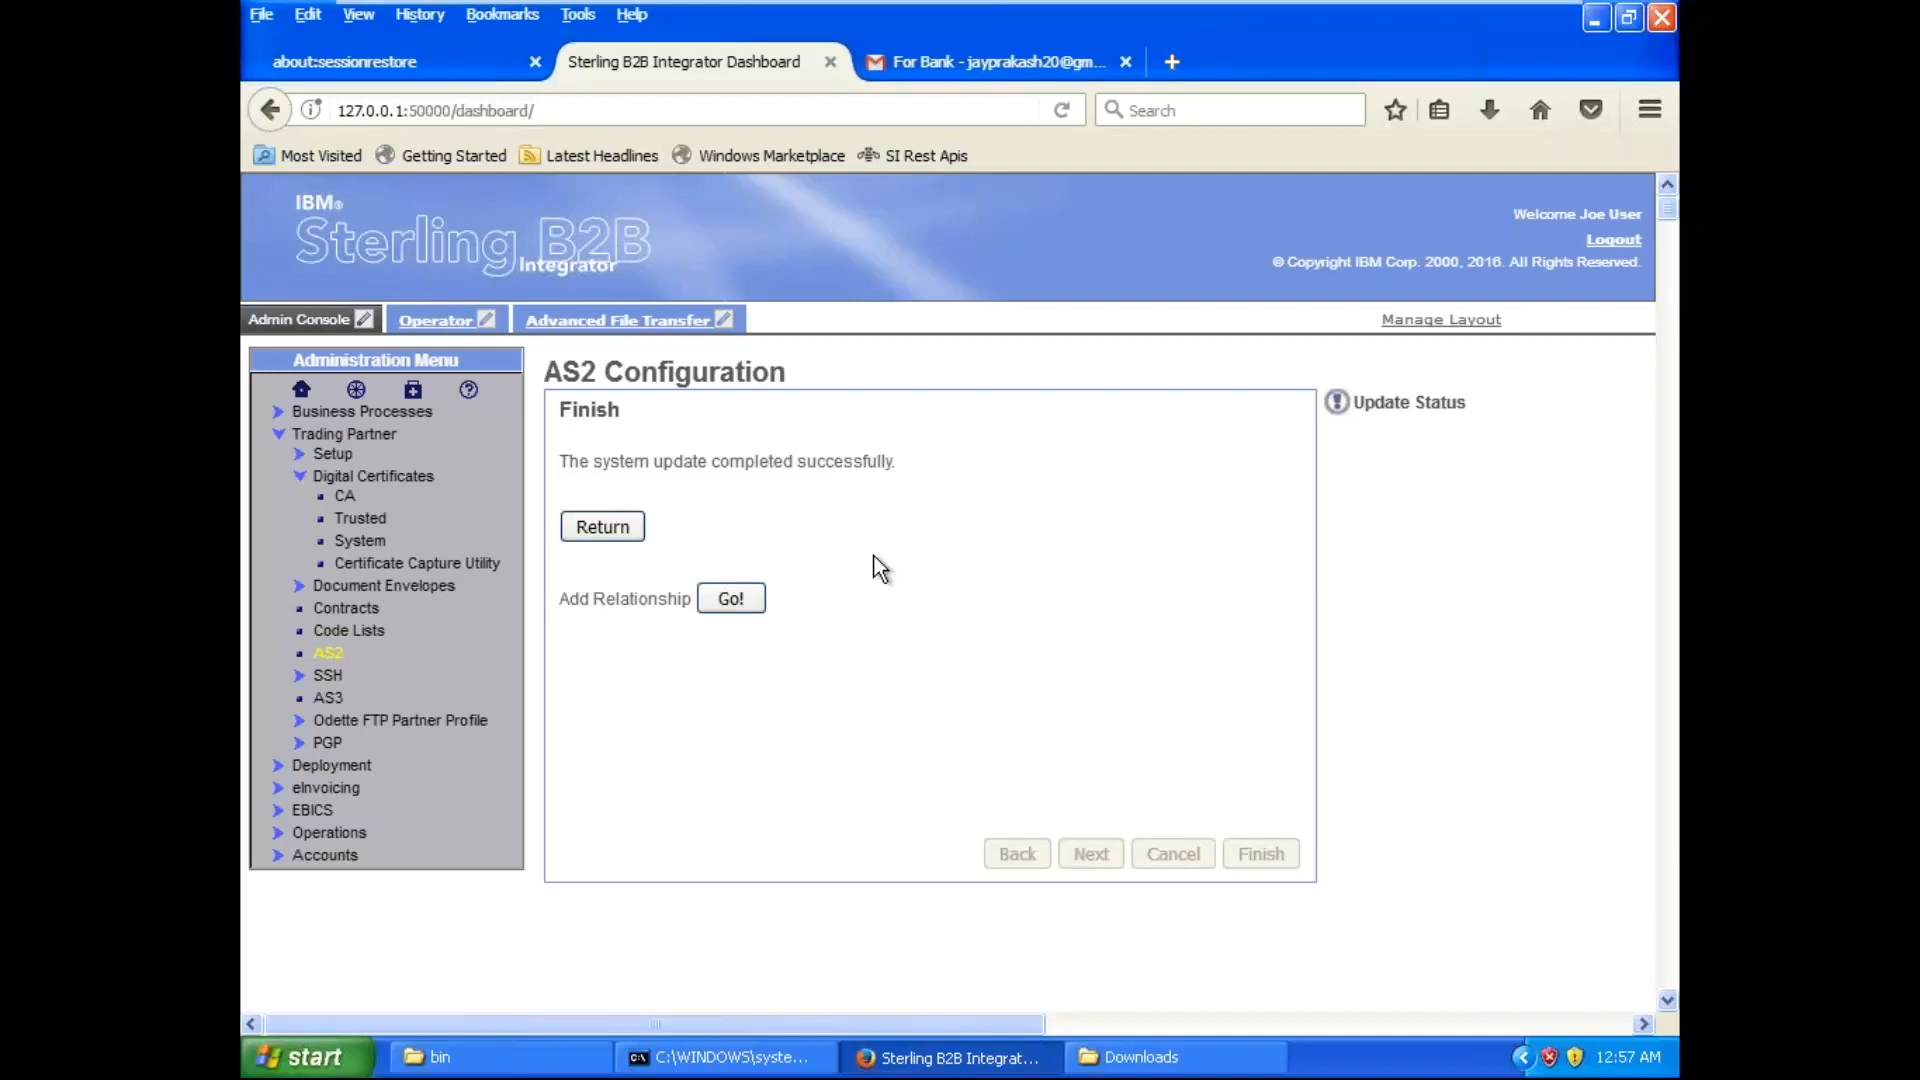 File Edit View History Bookmarks Tools Help
about:sessionrestore
Sterling B2B Integrator Dashboard
For Bank - jayprakash20@gm...
127.0.0.1:50000/dashboard/
Search
Most Visited
Getting Started
Latest Headlines
Windows Marketplace
SI Rest Apis
IBM®
Sterling B2B
Integrator
Welcome Joe User
Logout
© Copyright IBM Corp. 2000, 2016. All Rights Reserved.
Admin Console
Operator
Advanced File Transfer
Manage Layout
Administration Menu
Business Processes
Trading Partner
Setup
Digital Certificates
CA
Trusted
System
Certificate Capture Utility
Document Envelopes
Contracts
Code Lists
AS2
SSH
AS3
Odette FTP Partner Profile
PGP
Deployment
eInvoicing
EBICS
Operations
Accounts
AS2 Configuration
Finish
The system update completed successfully.
Return
Add Relationship Go!
Back Next Cancel Finish
Update Status
start
bin
C:\WINDOWS\syste...
Sterling B2B Integrat...
Downloads
12:57 AM